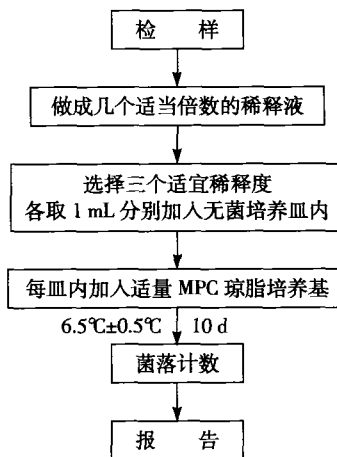 检 样
做成几个适当倍数的稀释液
选择三个适宜稀释度
各取 1 mL 分别加入无菌培养皿内
每皿内加入适量 MPC 琼脂培养基
6.5℃±0.5℃ 10 d
菌落计数
报 告